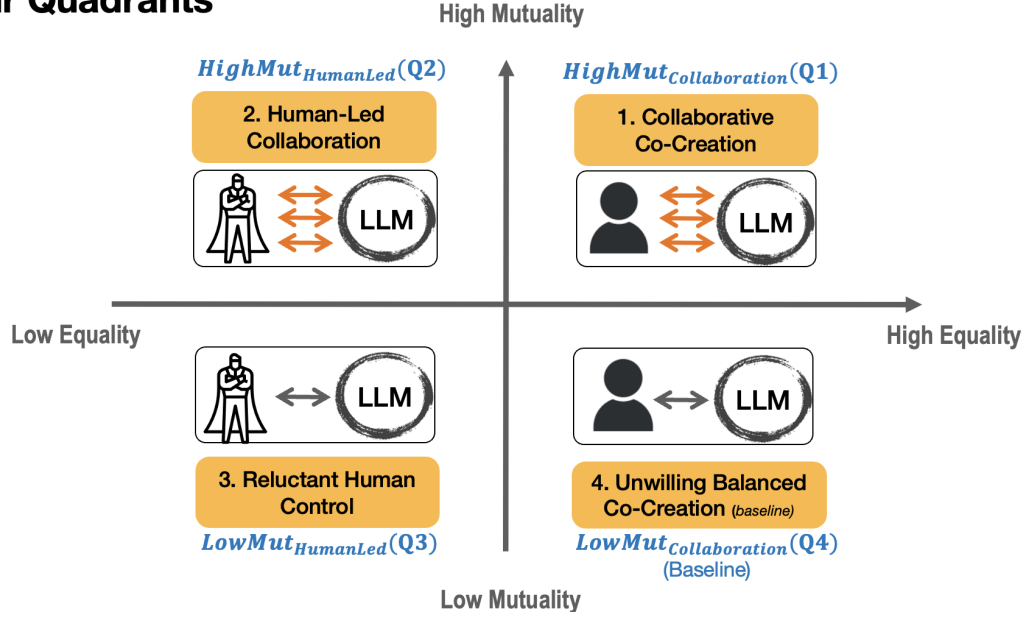 r Quadrants
High Mutuality
HighMut_HumanLed(Q2)
HighMut_Collaboration(Q1)
2. Human-Led
Collaboration
1. Collaborative
Co-Creation
LLM
LLM
Low Equality
High Equality
LLM
LLM
3. Reluctant Human
Control
4. Unwilling Balanced
Co-Creation (baseline)
LowMut_HumanLed(Q3)
LowMut_Collaboration(Q4)
(Baseline)
Low Mutuality